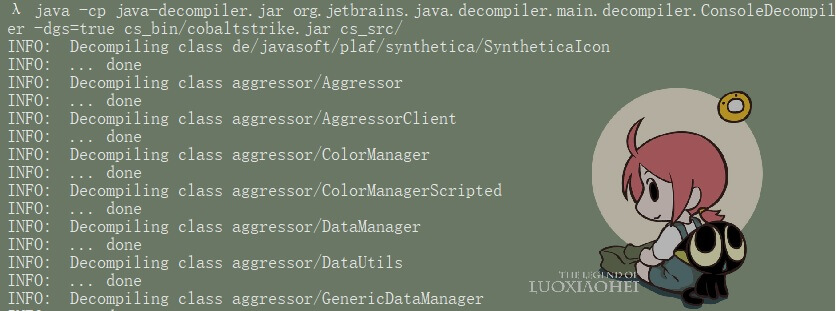 λ java -cp java-decompiler.jar org.jetbrains.java.decompiler.main.decompiler.ConsoleDecompil
er -dgs=true cs_bin/cobaltstrike.jar cs_src/
INFO:  Decompiling class de/javasoft/plaf/synthetica/SyntheticaIcon
INFO:  ... done
INFO:  Decompiling class aggressor/Aggressor
INFO:  ... done
INFO:  Decompiling class aggressor/AggressorClient
INFO:  ... done
INFO:  Decompiling class aggressor/ColorManager
INFO:  ... done
INFO:  Decompiling class aggressor/ColorManagerScripted
INFO:  ... done
INFO:  Decompiling class aggressor/DataManager
INFO:  ... done
INFO:  Decompiling class aggressor/DataUtils
INFO:  ... done
INFO:  Decompiling class aggressor/GenericDataManager
INFO:  ... done
THE LEGEND OF
LUOXIAOHEI